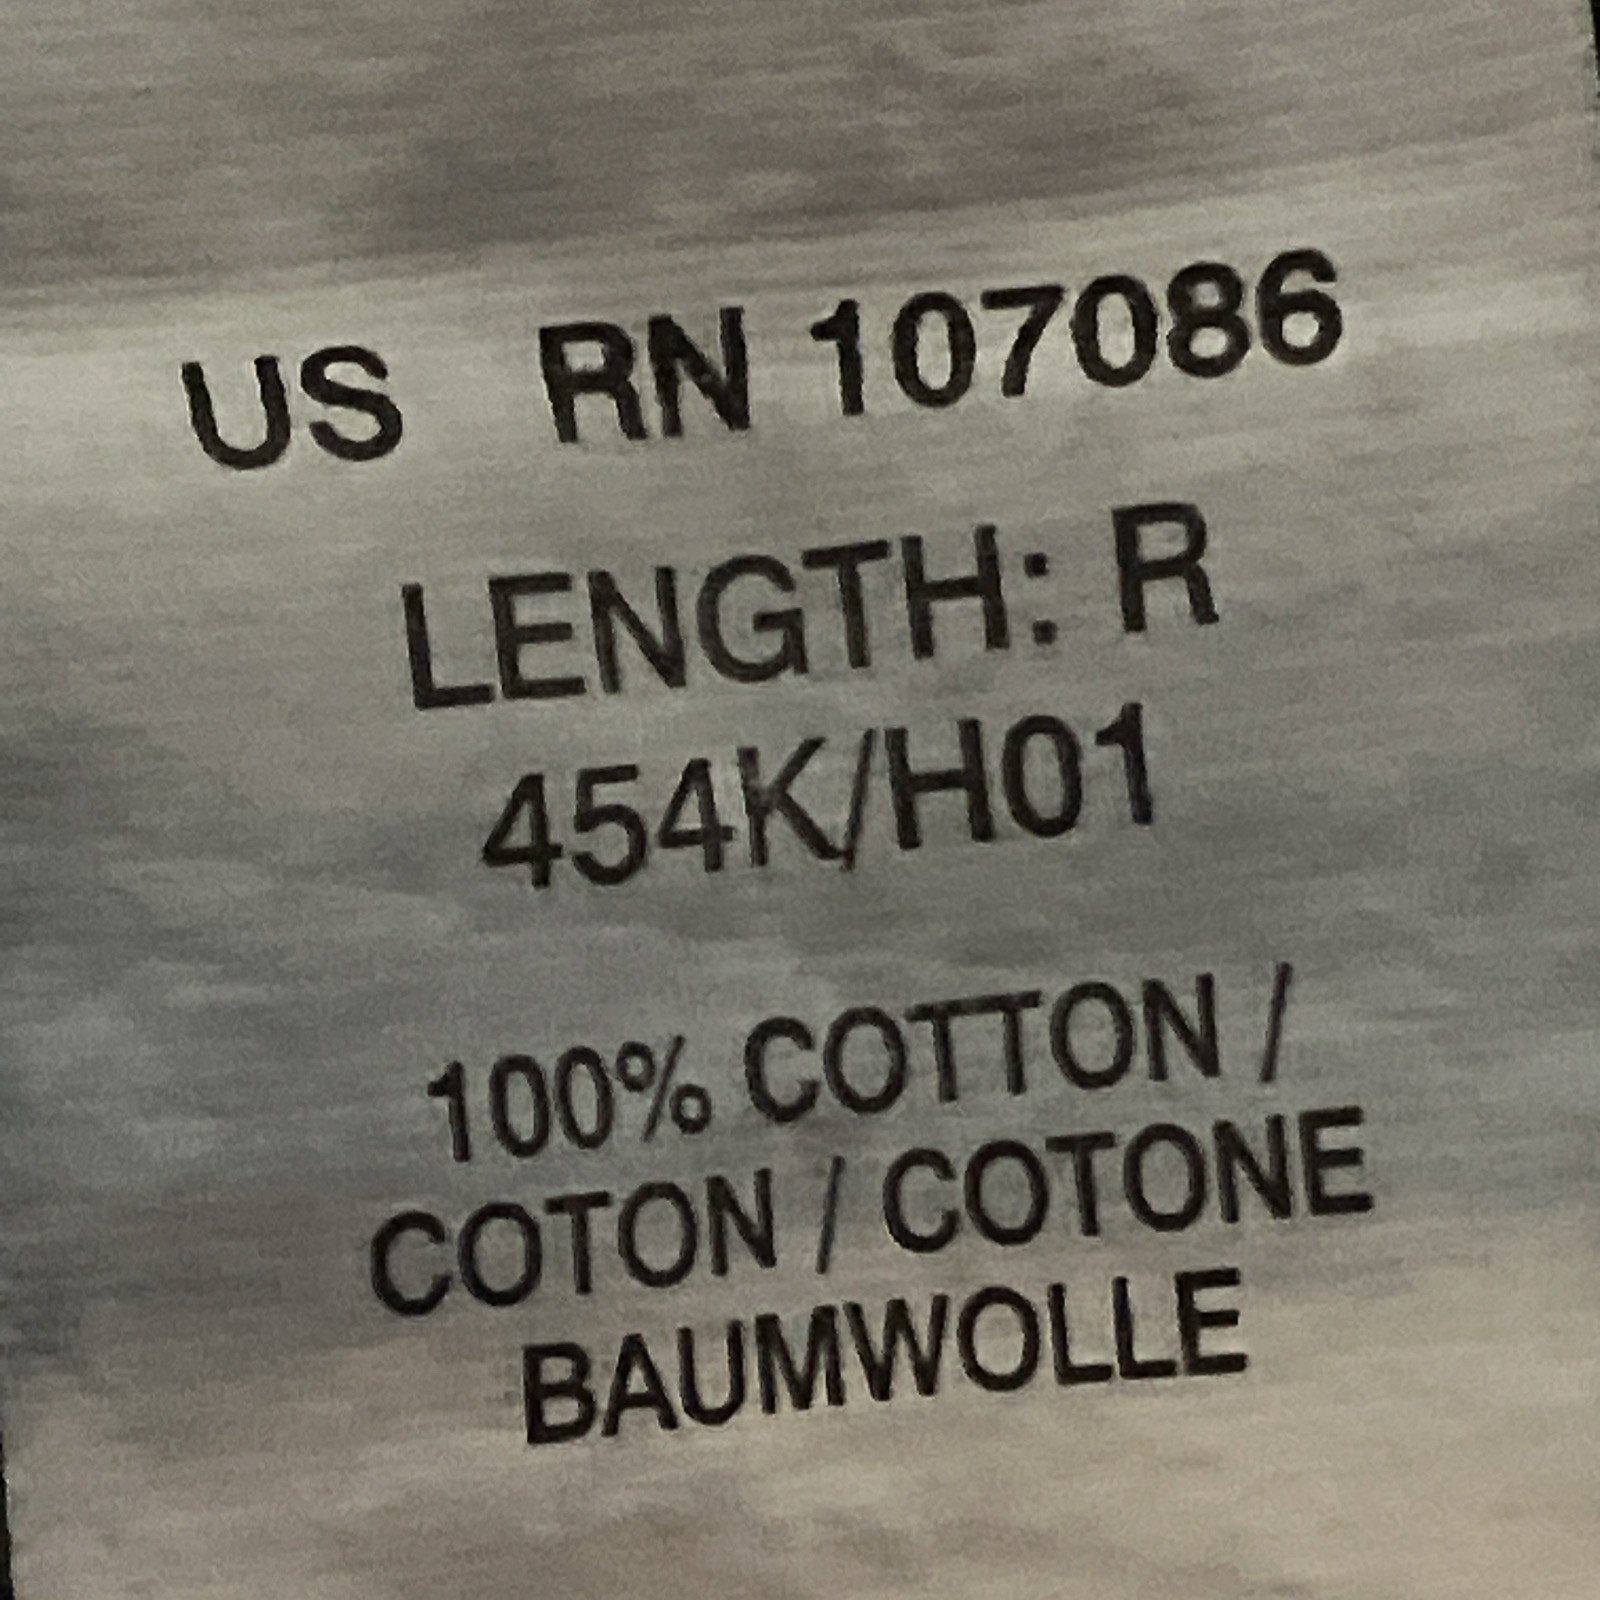 US RN 107086
LENGTH: R
454K/H01
100% COTTON /
COTON / COTONE
BAUMWOLLE